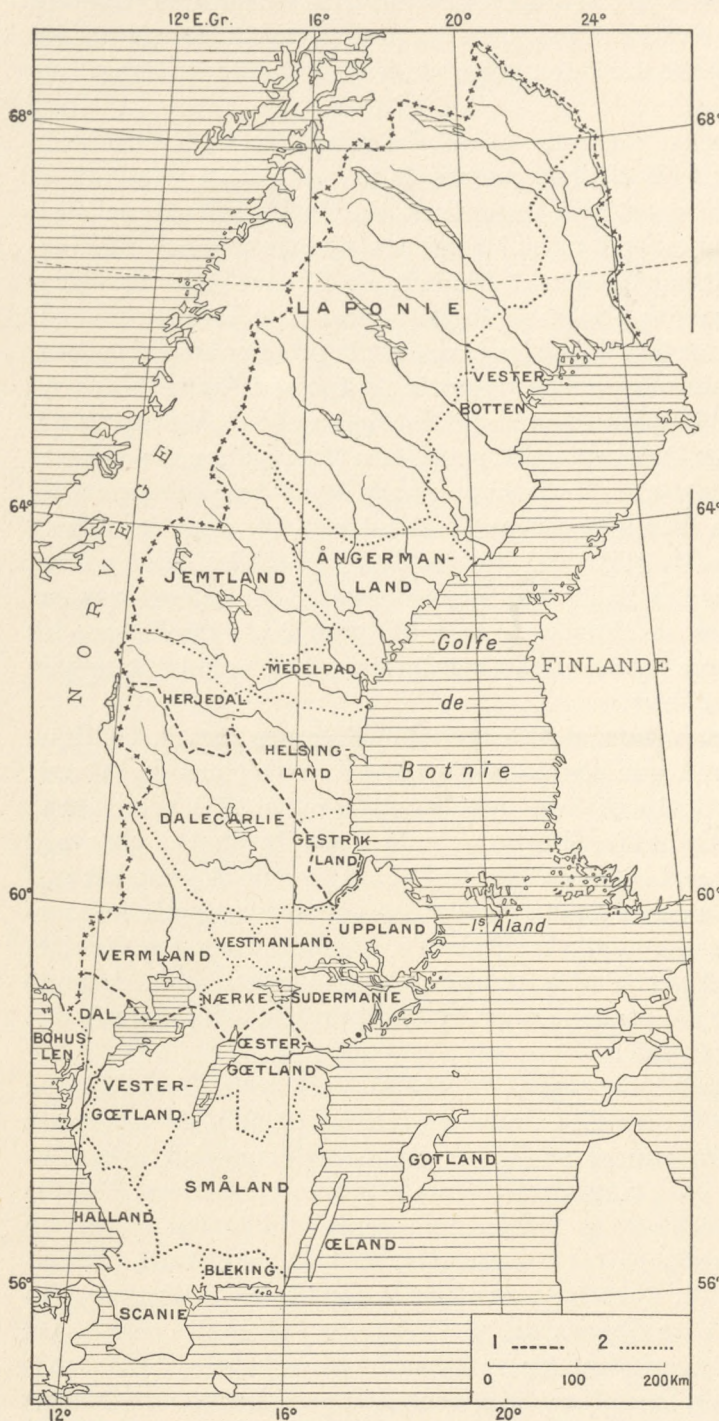 12° E.Gr. 16° 20° 24°
68° 68°
LAPONIE
VESTER-
BOTTEN
64° 64°
NORVEGE
JEMTLAND
ÅNGERMAN-
LAND
MEDELPAD
HERJEDAL
Golfe
de
Botnie
FINLANDE
HELSING-
LAND
DALÉCARLIE
GESTRIK-
LAND
60° 60°
UPPLAND
Iˢ Aland
VESTMANLAND
VERMLAND
NÆRKE
SUDERMANIE
DAL
BOHUS-
LEN
ŒSTER-
GŒTLAND
VESTER-
GŒTLAND
GOTLAND
SMÅLAND
HALLAND
ŒLAND
BLEKING
56° 56°
SCANIE
1 2
0 100 200 Km
12° 16° 20°